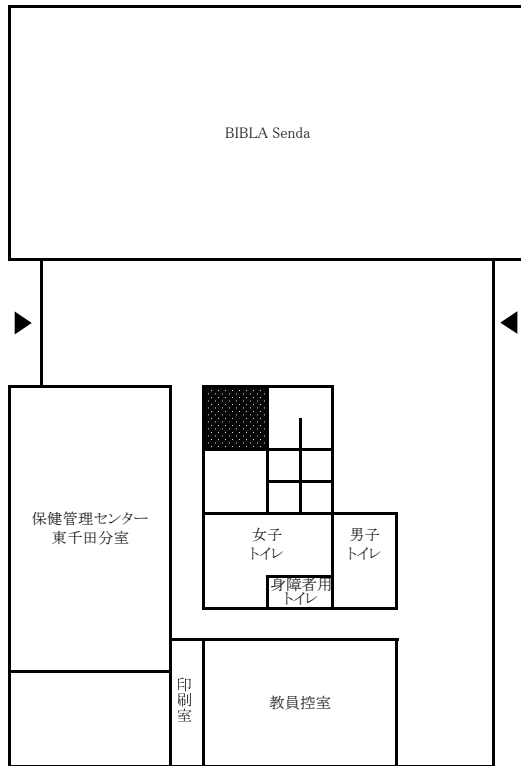 BIBLA Senda
保健管理センター
東千田分室
女子
トイレ
男子
トイレ
身障者用
トイレ
印刷室
教員控室